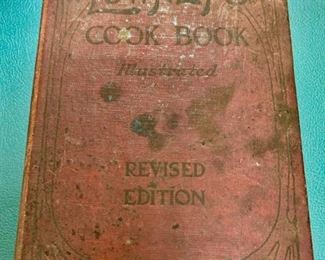 COOK BOOK
Illustrated
REVISED
EDITION